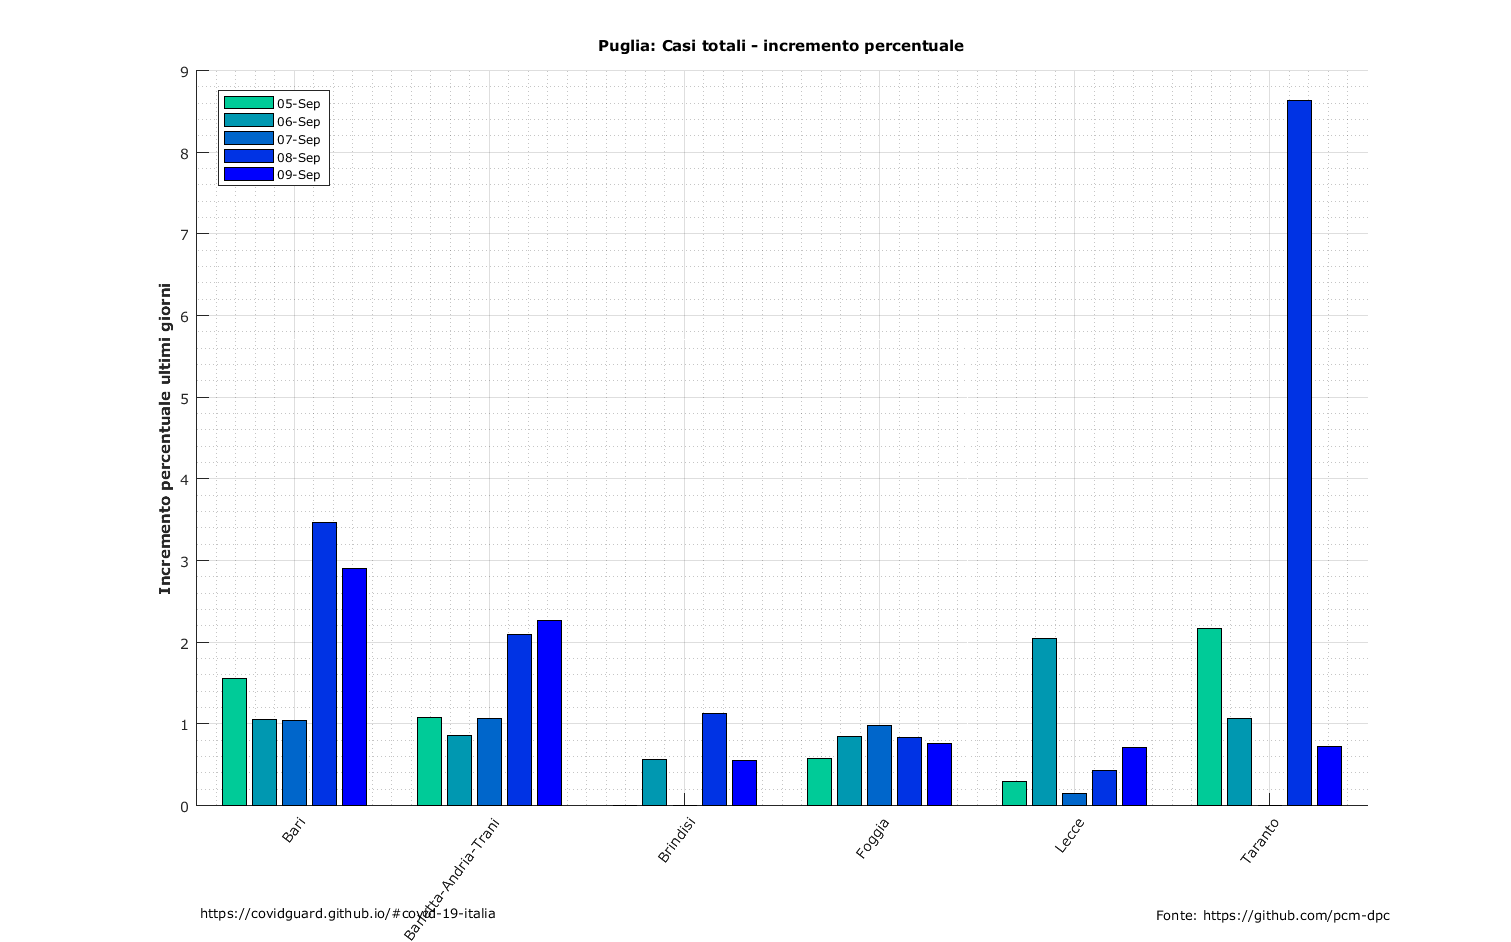 Puglia: Casi totali - incremento percentuale
Incremento percentuale ultimi giorni
9
8
7
6
5
4
3
2
1
0
05-Sep
06-Sep
07-Sep
08-Sep
09-Sep
Bari
Barletta-Andria-Trani
Brindisi
Foggia
Lecce
Taranto
https://covidguard.github.io/#covid-19-italia
Fonte: https://github.com/pcm-dpc